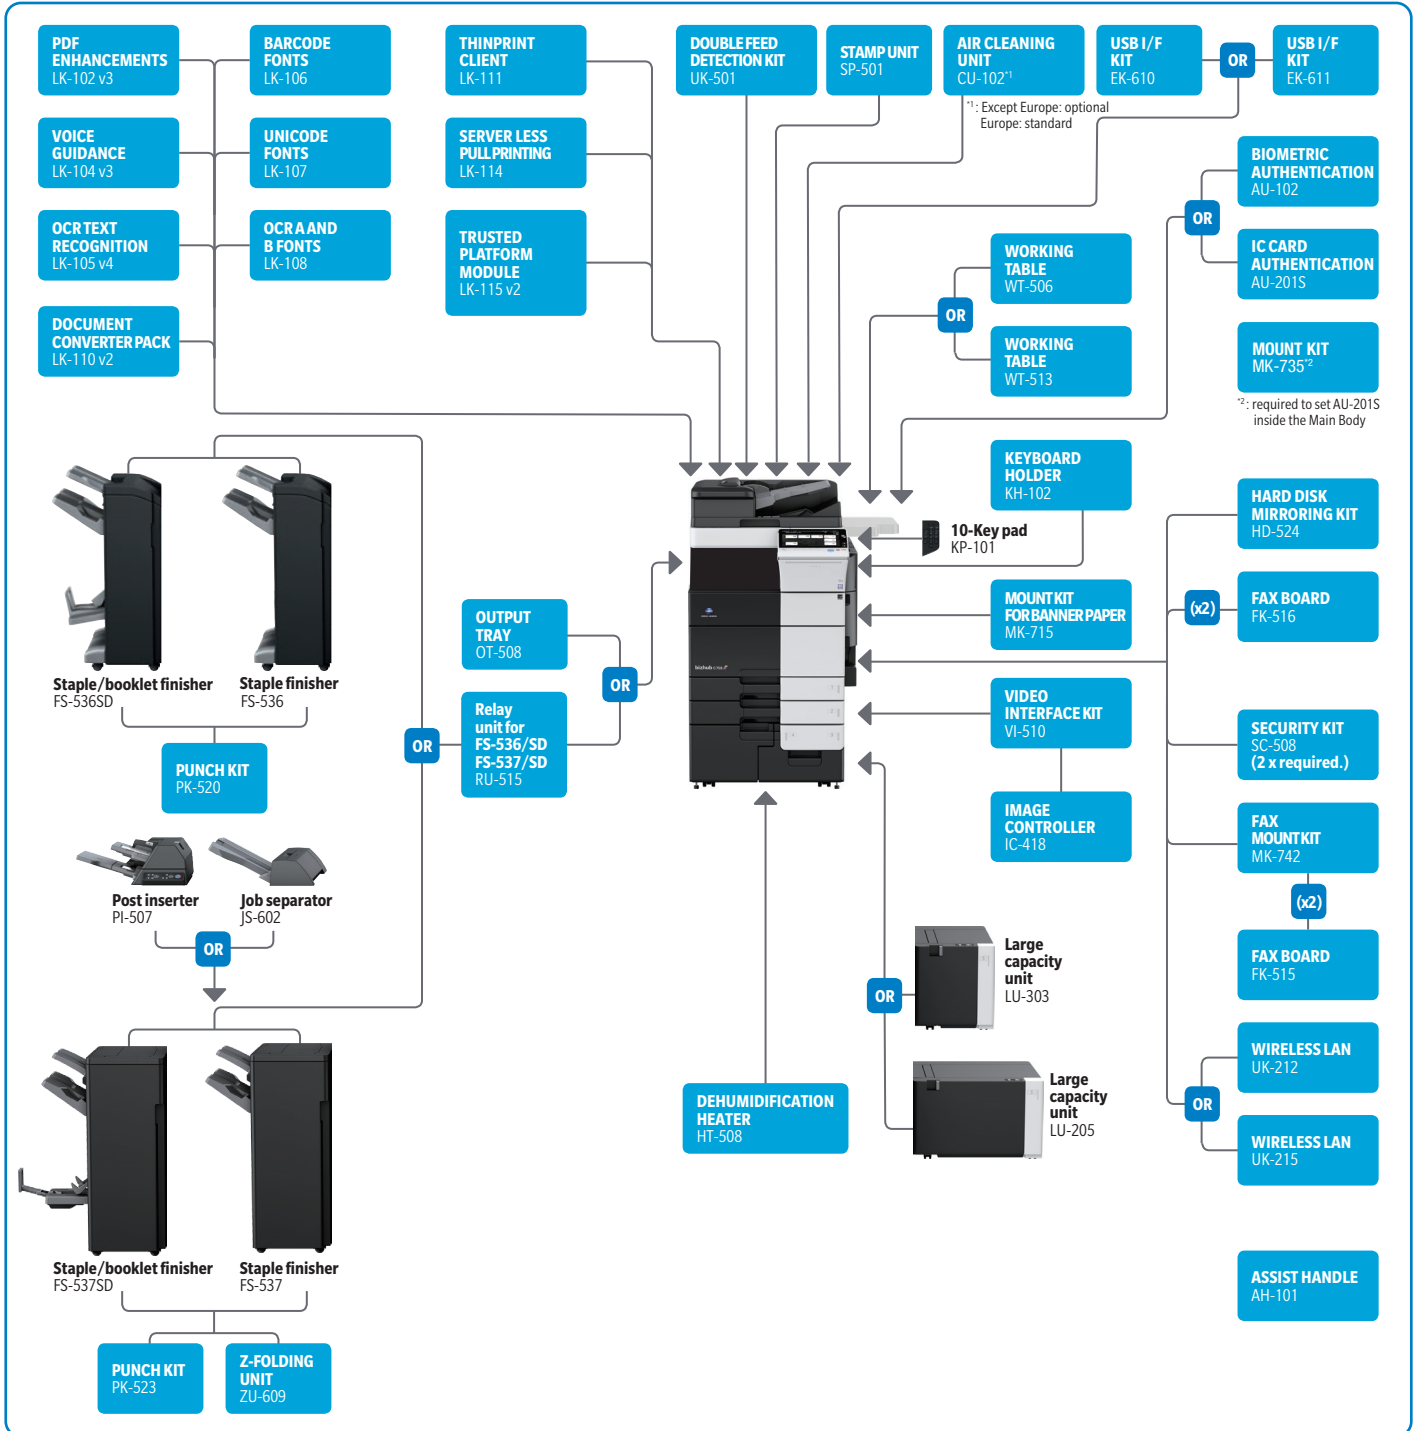 PDF
ENHANCEMENTS
LK-102 v3
BARCODE
FONTS
LK-106
THINPRINT
CLIENT
LK-111
DOUBLE FEED
DETECTION KIT
UK-501
STAMP UNIT
SP-501
AIR CLEANING
UNIT
CU-102*1
USB I/F
KIT
EK-610
OR
USB I/F
KIT
EK-611
*1: Except Europe: optional
Europe: standard
VOICE
GUIDANCE
LK-104 v3
UNICODE
FONTS
LK-107
SERVER LESS
PULL PRINTING
LK-114
BIOMETRIC
AUTHENTICATION
AU-102
OR
IC CARD
AUTHENTICATION
AU-201S
OCR TEXT
RECOGNITION
LK-105 v4
OCR A AND
B FONTS
LK-108
TRUSTED
PLATFORM
MODULE
LK-115 v2
WORKING
TABLE
WT-506
OR
WORKING
TABLE
WT-513
DOCUMENT
CONVERTER PACK
LK-110 v2
MOUNT KIT
MK-735*2
*2: required to set AU-201S
inside the Main Body
KEYBOARD
HOLDER
KH-102
10-Key pad
KP-101
HARD DISK
MIRRORING KIT
HD-524
(x2)
FAX BOARD
FK-516
MOUNT KIT
FOR BANNER PAPER
MK-715
OUTPUT
TRAY
OT-508
OR
Relay
unit for
FS-536/SD
FS-537/SD
RU-515
OR
bizhub
Staple/booklet finisher
FS-536SD
Staple finisher
FS-536
PUNCH KIT
PK-520
VIDEO
INTERFACE KIT
VI-510
IMAGE
CONTROLLER
IC-418
SECURITY KIT
SC-508
(2 x required.)
FAX
MOUNT KIT
MK-742
(x2)
FAX BOARD
FK-515
Post inserter
PI-507
Job separator
JS-602
OR
Large
capacity
unit
LU-303
OR
Large
capacity
unit
LU-205
DEHUMIDIFICATION
HEATER
HT-508
WIRELESS LAN
UK-212
OR
WIRELESS LAN
UK-215
Staple/booklet finisher
FS-537SD
Staple finisher
FS-537
PUNCH KIT
PK-523
Z-FOLDING
UNIT
ZU-609
ASSIST HANDLE
AH-101